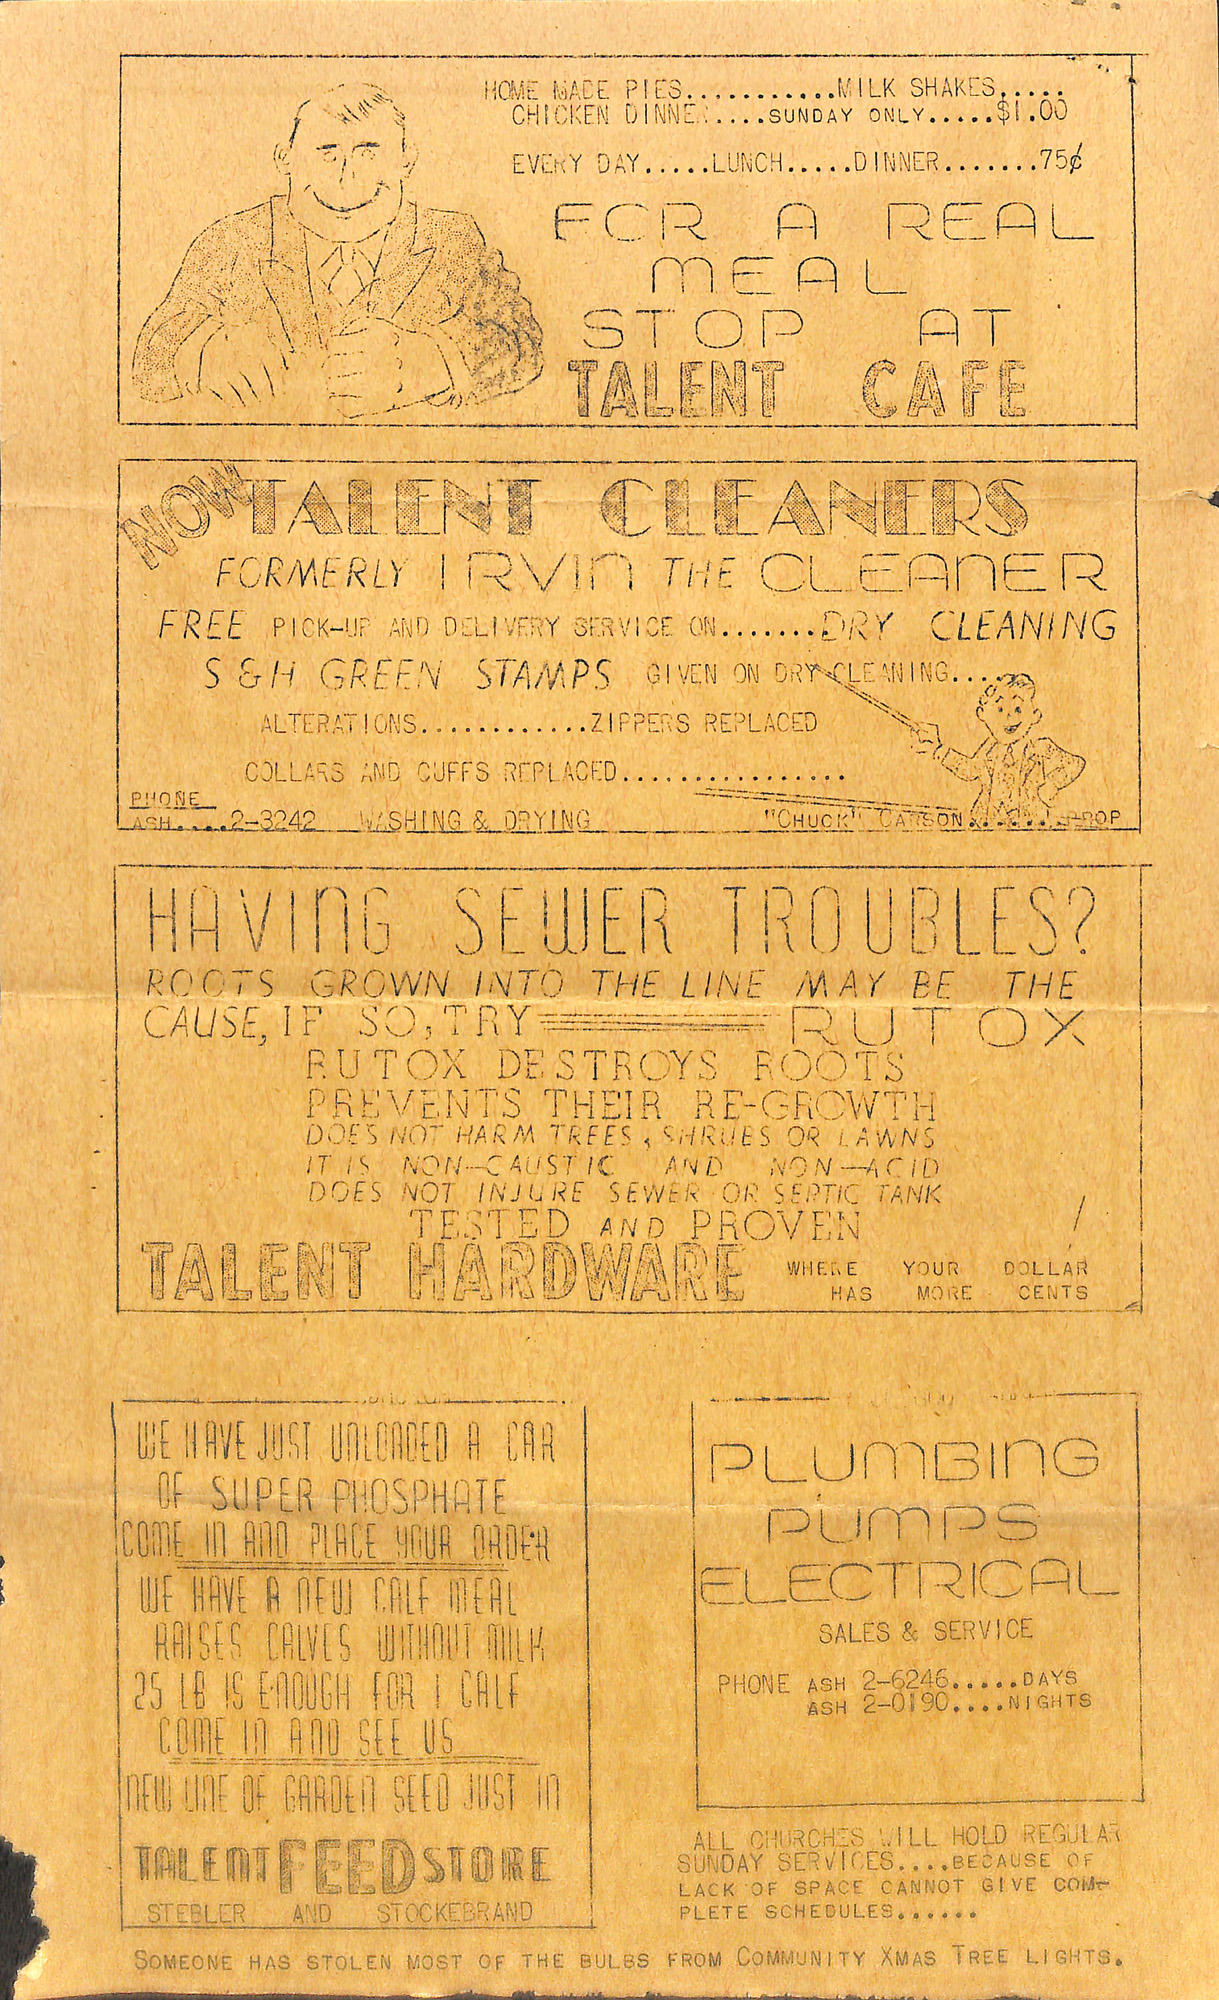 HOME MADE PIES............MILK SHAKES.....
CHICKEN DINNER....SUNDAY ONLY.....$1.00
EVERY DAY.....LUNCH.....DINNER........75¢
FOR A REAL
MEAL
STOP AT
TALENT CAFE
NOW TALENT CLEANERS
FORMERLY IRVIN THE CLEANER
FREE PICK-UP AND DELIVERY SERVICE ON.......DRY CLEANING
S & H GREEN STAMPS GIVEN ON DRY CLEANING.....
ALTERATIONS............ZIPPERS REPLACED
COLLARS AND CUFFS REPLACED................
PHONE
ASH.....2-3242 WASHING & DRYING "CHUCK" CARSON........PROP
HAVING SEWER TROUBLES?
ROOTS GROWN INTO THE LINE MAY BE THE
CAUSE, IF SO, TRY RUTOX
RUTOX DESTROYS ROOTS
PREVENTS THEIR RE-GROWTH
DOES NOT HARM TREES, SHRUBS OR LAWNS
IT IS NON-CAUSTIC AND NON-ACID
DOES NOT INJURE SEWER OR SEPTIC TANK
TESTED AND PROVEN!
TALENT HARDWARE WHERE YOUR DOLLAR
HAS MORE CENTS
WE HAVE JUST UNLOADED A CAR
OF SUPER PHOSPHATE
COME IN AND PLACE YOUR ORDER
WE HAVE A NEW CALF MEAL
RAISES CALVES WITHOUT MILK
25 LB IS ENOUGH FOR 1 CALF
COME IN AND SEE US
NEW LINE OF GARDEN SEED JUST IN
TALENT FEED STORE
STEBLER AND STOCKEBRAND
PLUMBING
PUMPS
ELECTRICAL
SALES & SERVICE
PHONE ASH 2-6246.....DAYS
ASH 2-0190....NIGHTS
ALL CHURCHES WILL HOLD REGULAR
SUNDAY SERVICES....BECAUSE OF
LACK OF SPACE CANNOT GIVE COM-
PLETE SCHEDULES......
SOMEONE HAS STOLEN MOST OF THE BULBS FROM COMMUNITY XMAS TREE LIGHTS.